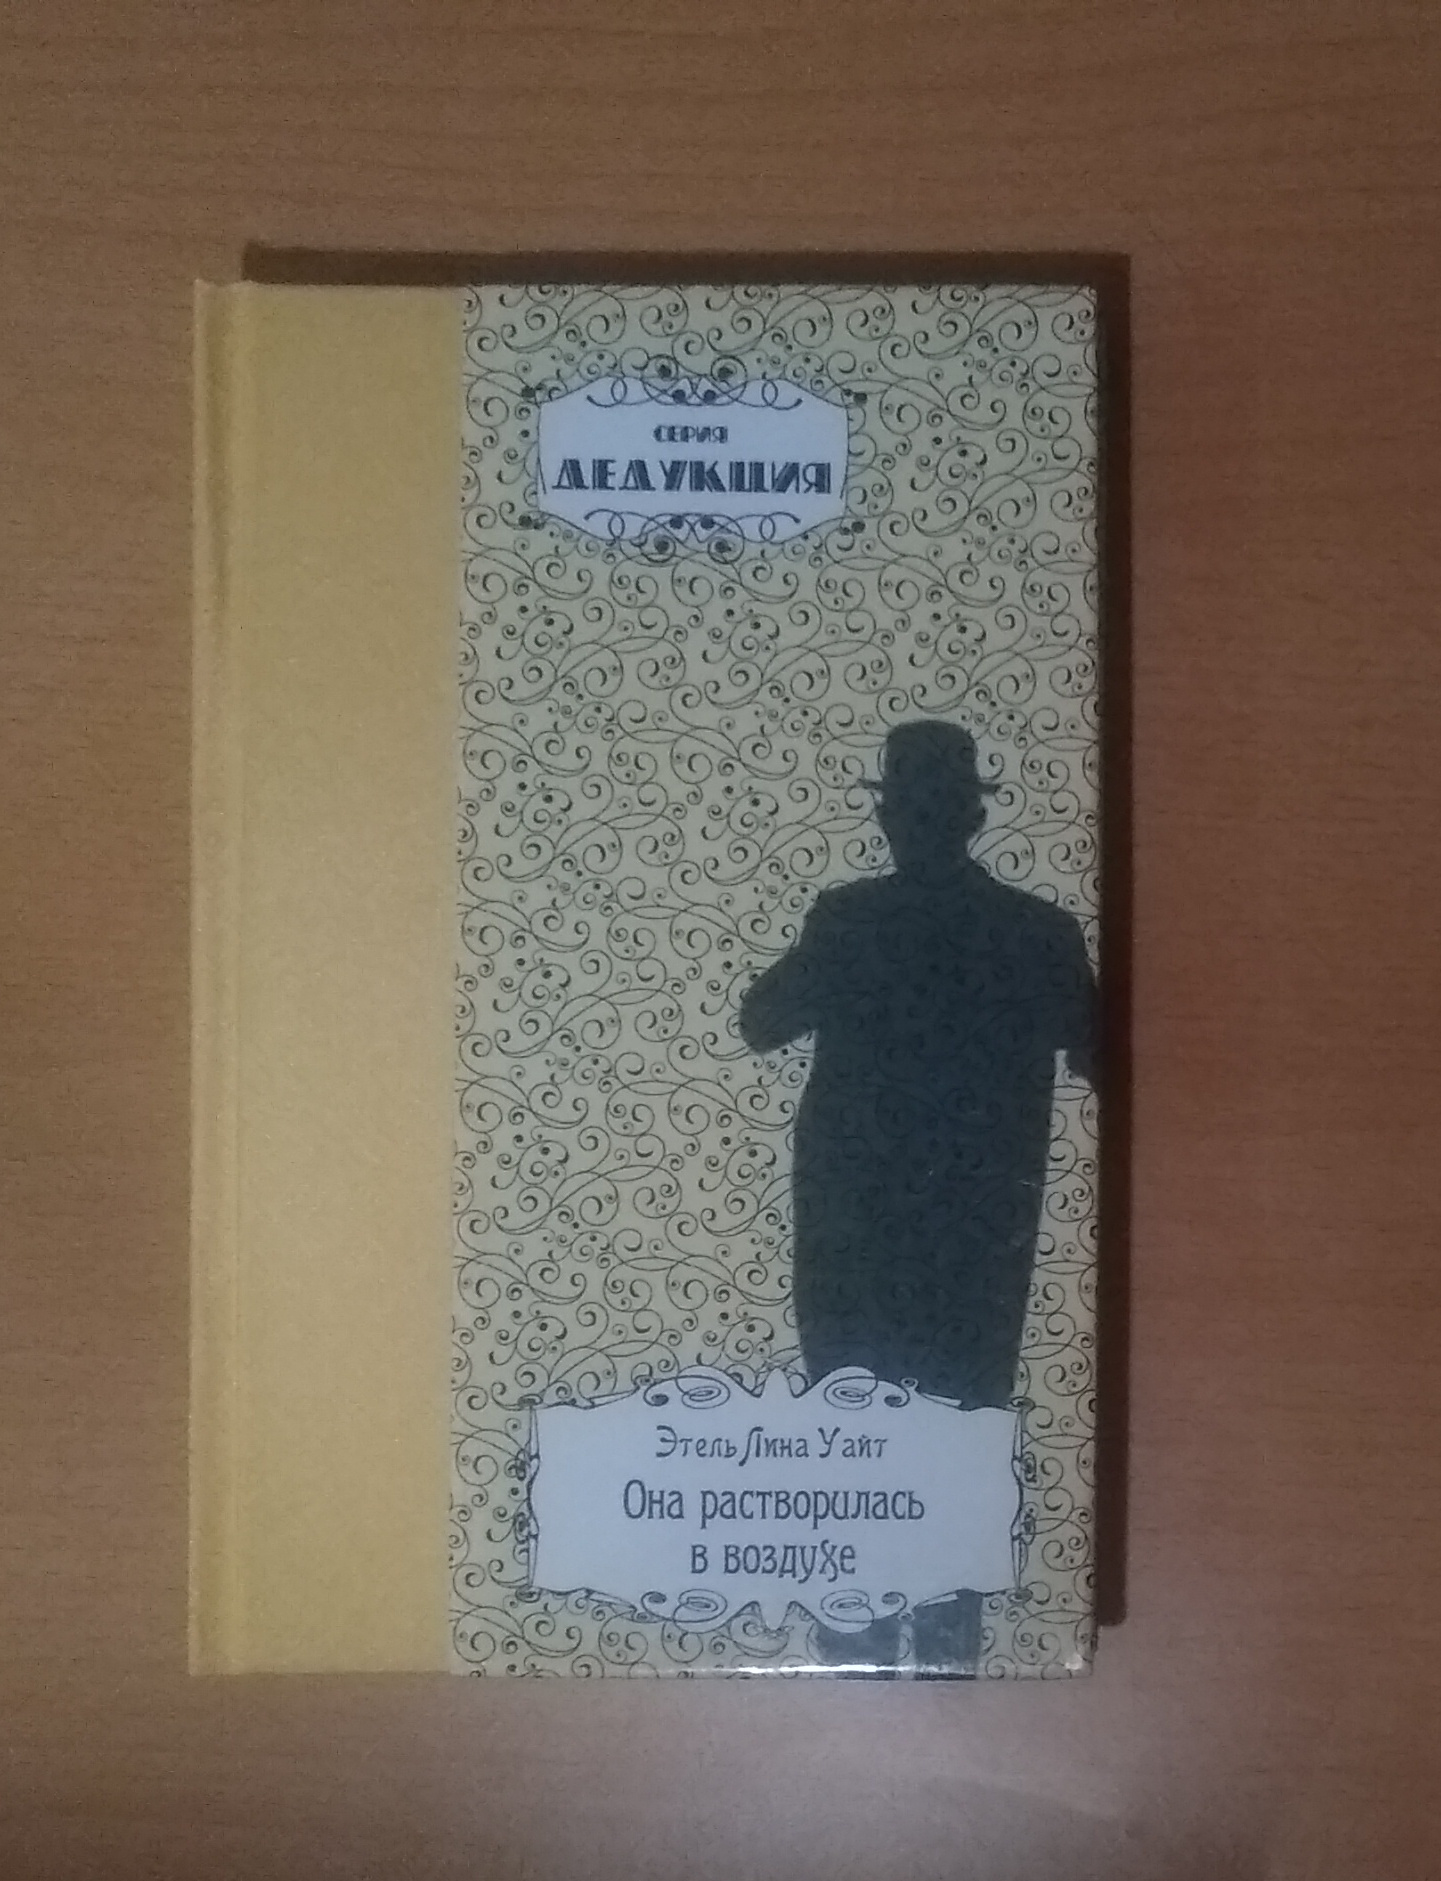 СЕРИЯ
ДЕДУКЦИЯ
Этель Лина Уайт
Она растворилась
в воздухе